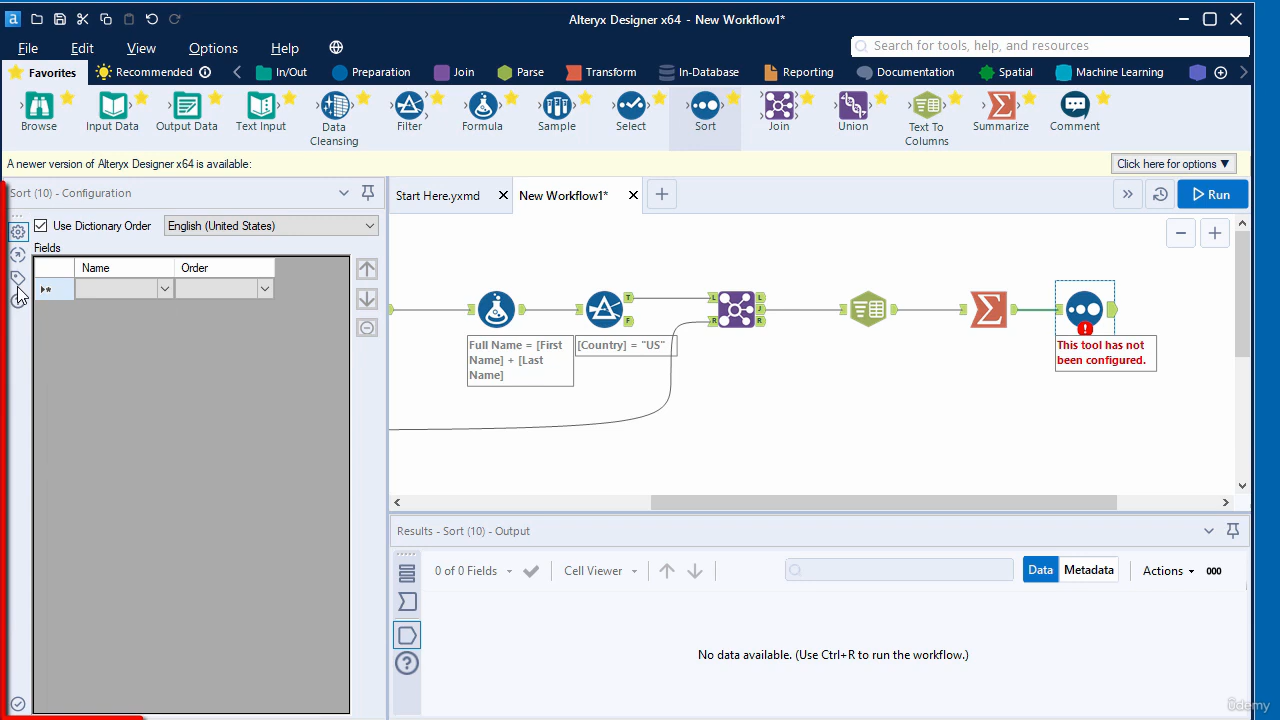 Alteryx Designer x64 - New Workflow1*
File Edit View Options Help
Search for tools, help, and resources
Favorites Recommended In/Out Preparation Join Parse Transform In-Database Reporting Documentation Spatial Machine Learning
Browse Input Data Output Data Text Input Data Cleansing Filter Formula Sample Select Sort Join Union Text To Columns Summarize Comment
A newer version of Alteryx Designer x64 is available:
Click here for options ▼
Sort (10) - Configuration
Start Here.yxmd
New Workflow1*
Run
Use Dictionary Order
English (United States)
Fields
Name Order
T
F
L
R
L
J
R
Full Name = [First
Name] + [Last
Name]
[Country] = "US"
This tool has not
been configured.
Results - Sort (10) - Output
0 of 0 Fields
Cell Viewer
Data
Metadata
Actions
000
No data available. (Use Ctrl+R to run the workflow.)
ûdemy